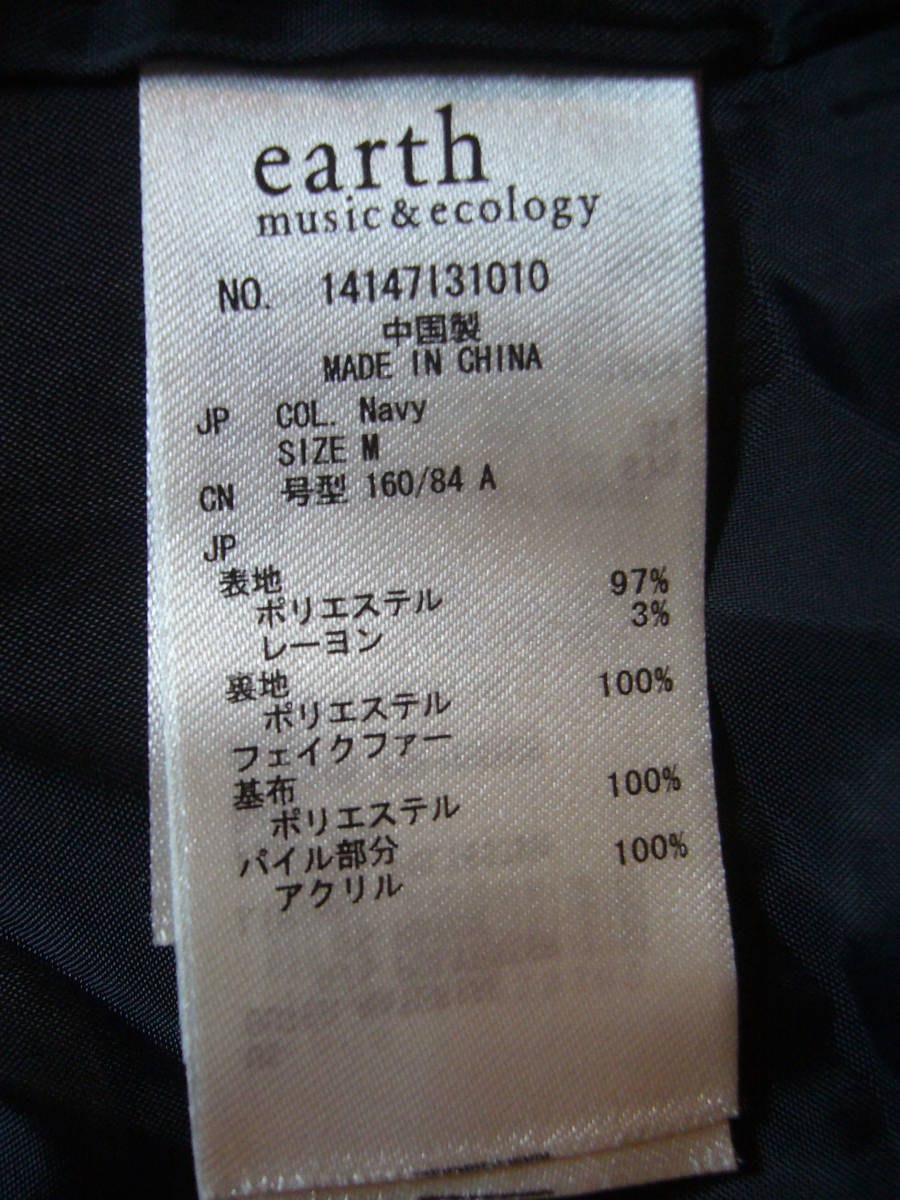 earth
music&ecology
NO. 14147131010
中国製
MADE IN CHINA
JP COL. Navy
SIZE M
CN 号型 160/84 A
JP
表地
ポリエステル 97%
レーヨン 3%
裏地
ポリエステル 100%
フェイクファー
基布
ポリエステル 100%
パイル部分
アクリル 100%